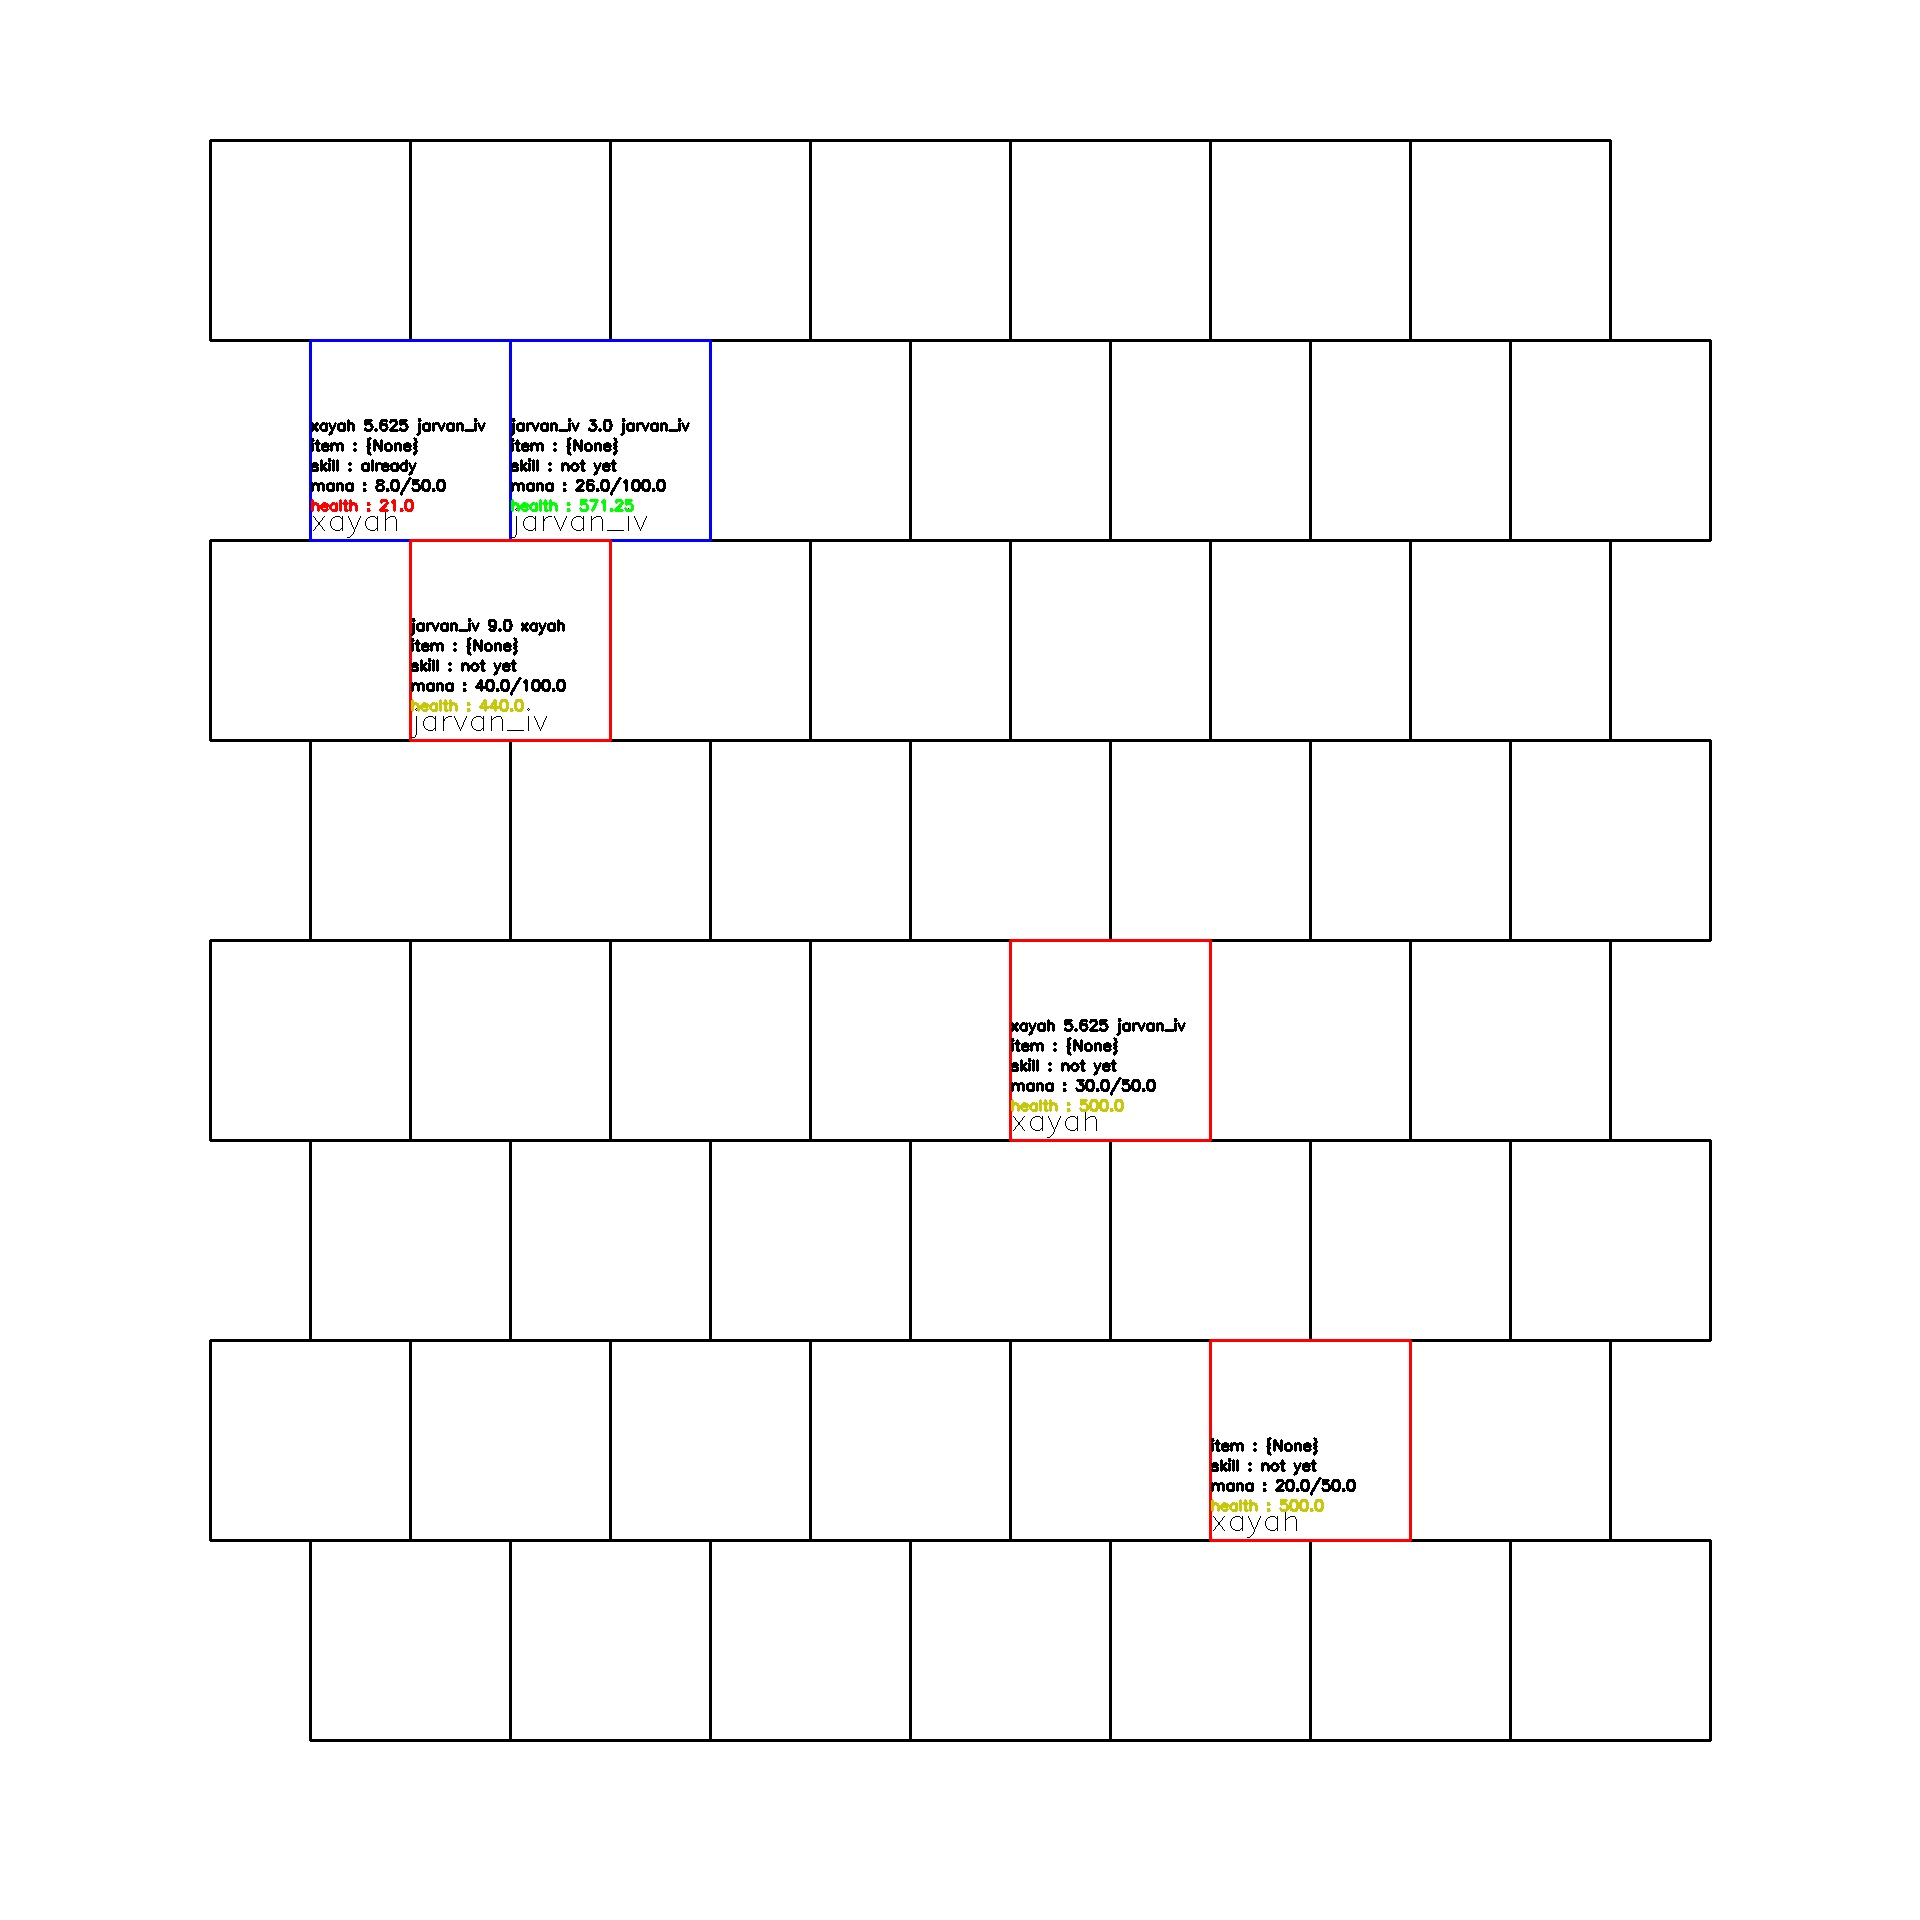 xayah 5.625 jarvan_iv
item : {None}
skill : already
mana : 8.0/50.0
health : 21.0
xayah
jarvan_iv 3.0 jarvan_iv
item : {None}
skill : not yet
mana : 26.0/100.0
health : 571.25
jarvan_iv
jarvan_iv 9.0 xayah
item : {None}
skill : not yet
mana : 40.0/100.0
health : 440.0
jarvan_iv
xayah 5.625 jarvan_iv
item : {None}
skill : not yet
mana : 30.0/50.0
health : 500.0
xayah
item : {None}
skill : not yet
mana : 20.0/50.0
health : 500.0
xayah